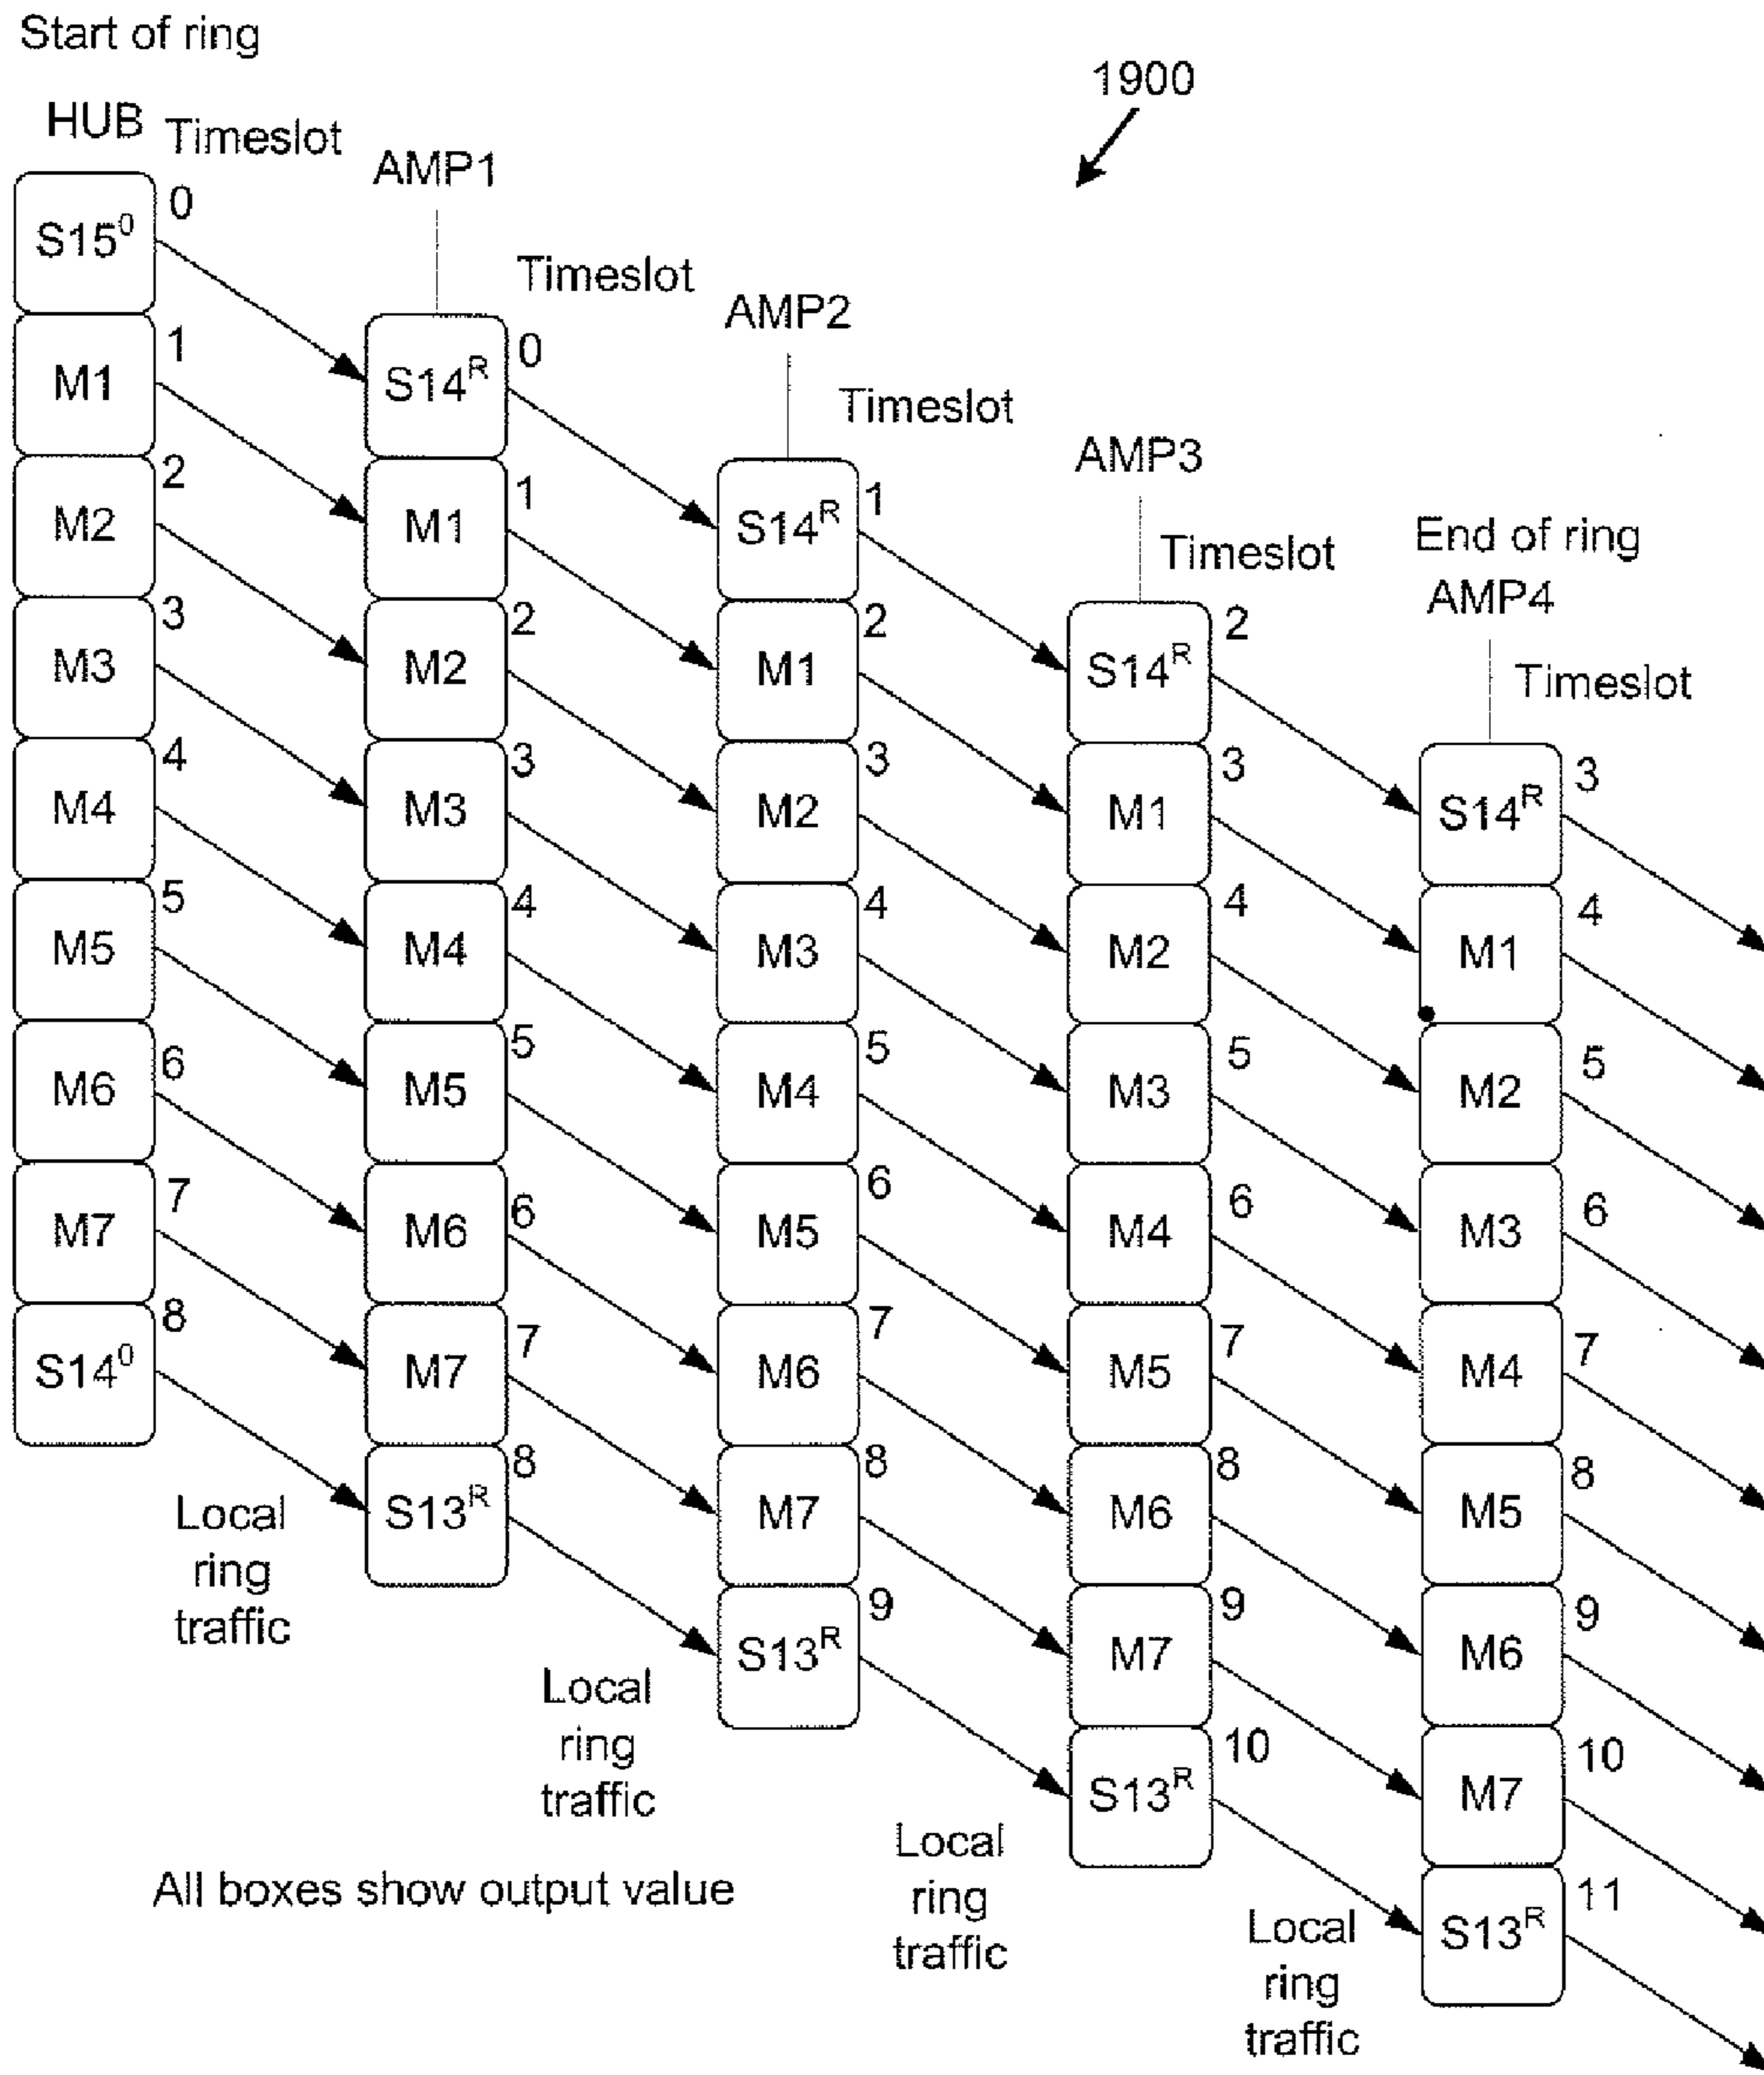 Start of ring
1900
HUB
Timeslot
S15⁰
0
M1
1
M2
2
M3
3
M4
4
M5
5
M6
6
M7
7
S14⁰
8
Local
ring
traffic
AMP1
Timeslot
S14ᴿ
0
M1
1
M2
2
M3
3
M4
4
M5
5
M6
6
M7
7
S13ᴿ
8
Local
ring
traffic
AMP2
Timeslot
S14ᴿ
1
M1
2
M2
3
M3
4
M4
5
M5
6
M6
7
M7
8
S13ᴿ
9
Local
ring
traffic
AMP3
Timeslot
S14ᴿ
2
M1
3
M2
4
M3
5
M4
6
M5
7
M6
8
M7
9
S13ᴿ
10
Local
ring
traffic
End of ring
AMP4
Timeslot
S14ᴿ
3
M1
4
M2
5
M3
6
M4
7
M5
8
M6
9
M7
10
S13ᴿ
11
All boxes show output value